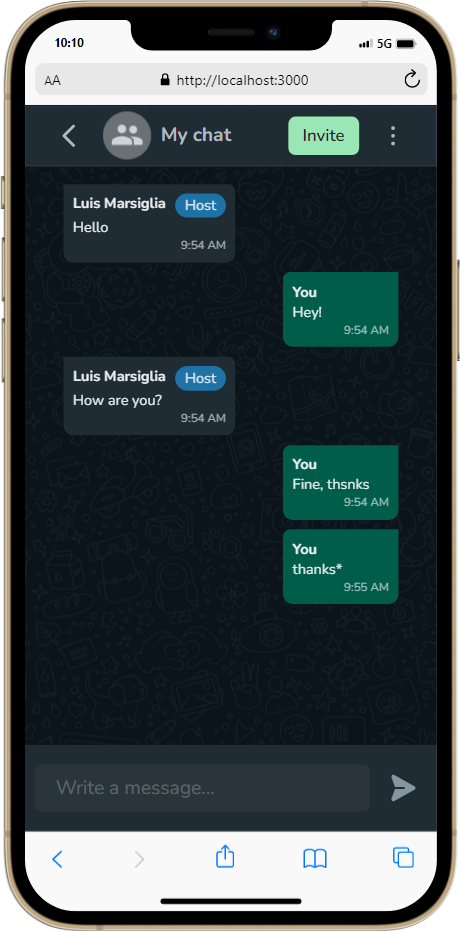 10:10
5G
AA
http://localhost:3000
My chat
Invite
Luis Marsiglia Host
Hello
9:54 AM
You
Hey!
9:54 AM
Luis Marsiglia Host
How are you?
9:54 AM
You
Fine, thsnks
9:54 AM
You
thanks*
9:55 AM
Write a message...